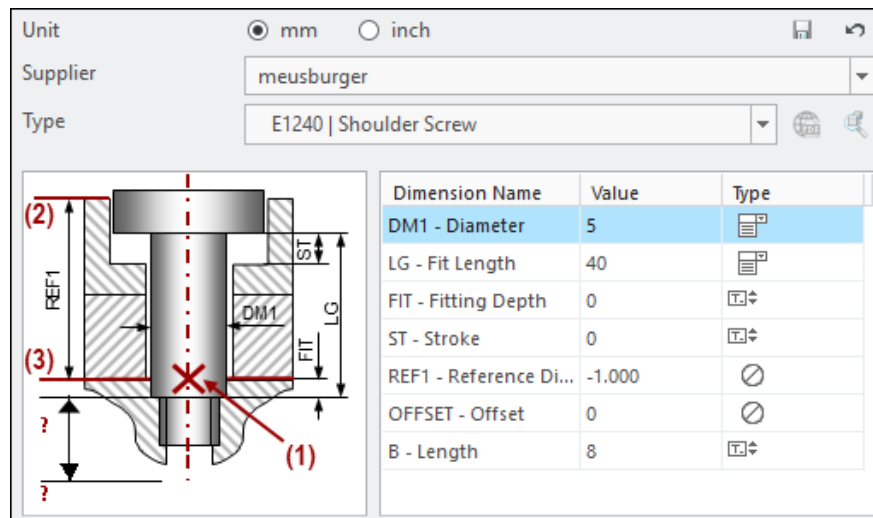 Unit mm inch
Supplier meusburger
Type E1240 | Shoulder Screw
(2)
REF1
(3)
?
?
ST
LG
DM1
FIT
(1)
Dimension Name Value Type
DM1 - Diameter 5
LG - Fit Length 40
FIT - Fitting Depth 0
ST - Stroke 0
REF1 - Reference Di... -1.000
OFFSET - Offset 0
B - Length 8